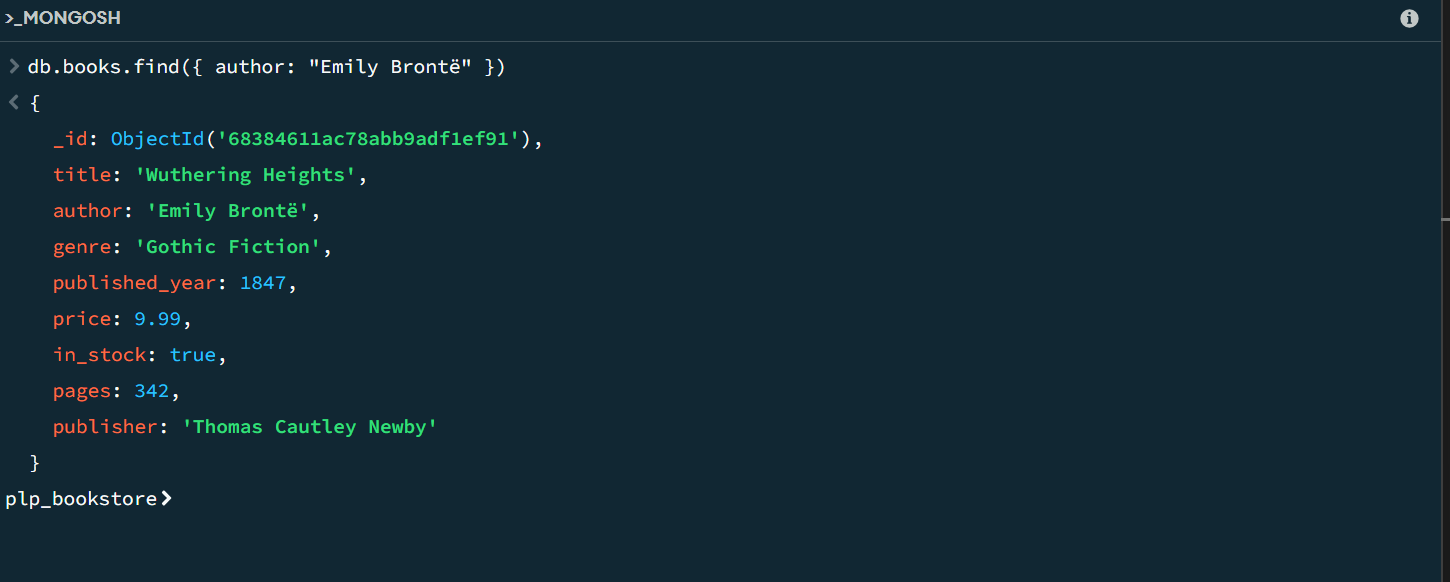 >_MONGOSH
> db.books.find({ author: "Emily Brontë" })
< {
_id: ObjectId('68384611ac78abb9adf1ef91'),
title: 'Wuthering Heights',
author: 'Emily Brontë',
genre: 'Gothic Fiction',
published_year: 1847,
price: 9.99,
in_stock: true,
pages: 342,
publisher: 'Thomas Cautley Newby'
}
plp_bookstore>